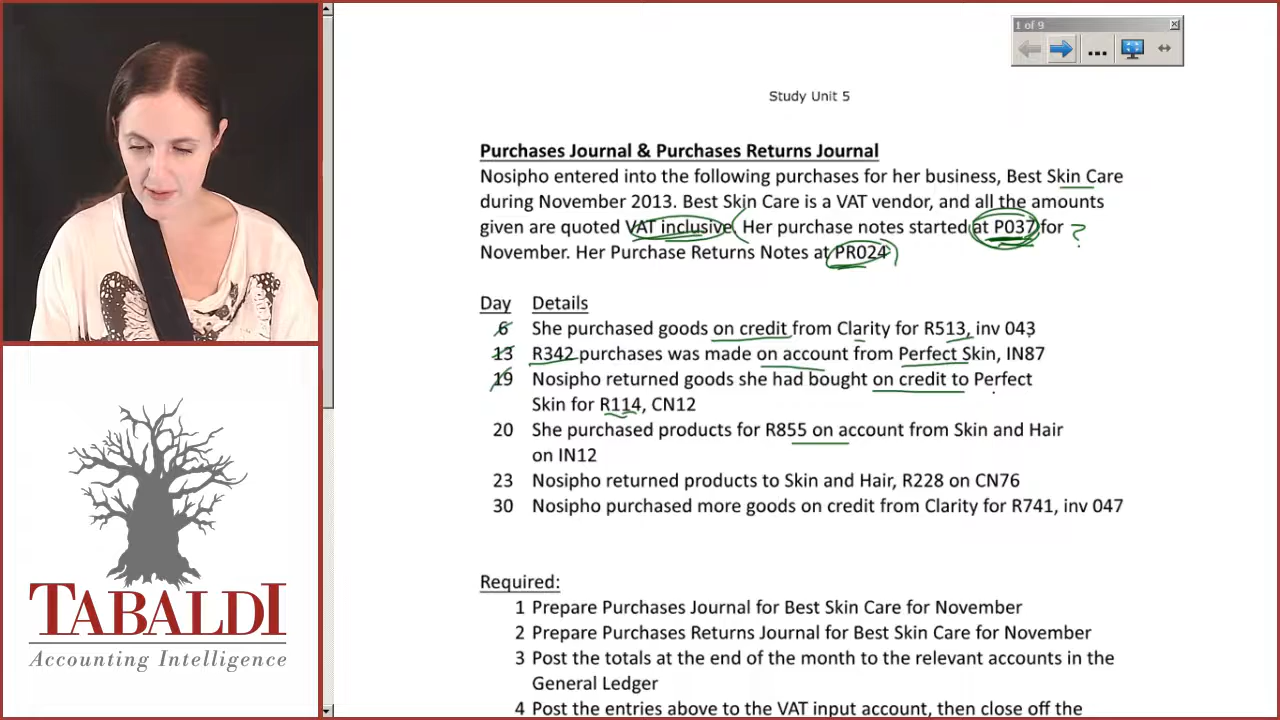 1 of 9
Study Unit 5
Purchases Journal & Purchases Returns Journal
Nosipho entered into the following purchases for her business, Best Skin Care
during November 2013. Best Skin Care is a VAT vendor, and all the amounts
given are quoted VAT inclusive. Her purchase notes started at P037 for ?
November. Her Purchase Returns Notes at PR024
Day Details
6 She purchased goods on credit from Clarity for R513, inv 043
13 R342 purchases was made on account from Perfect Skin, IN87
19 Nosipho returned goods she had bought on credit to Perfect
Skin for R114, CN12
20 She purchased products for R855 on account from Skin and Hair
on IN12
23 Nosipho returned products to Skin and Hair, R228 on CN76
30 Nosipho purchased more goods on credit from Clarity for R741, inv 047
Required:
1 Prepare Purchases Journal for Best Skin Care for November
2 Prepare Purchases Returns Journal for Best Skin Care for November
3 Post the totals at the end of the month to the relevant accounts in the
General Ledger
4 Post the entries above to the VAT input account, then close off the
TABALDI
Accounting Intelligence